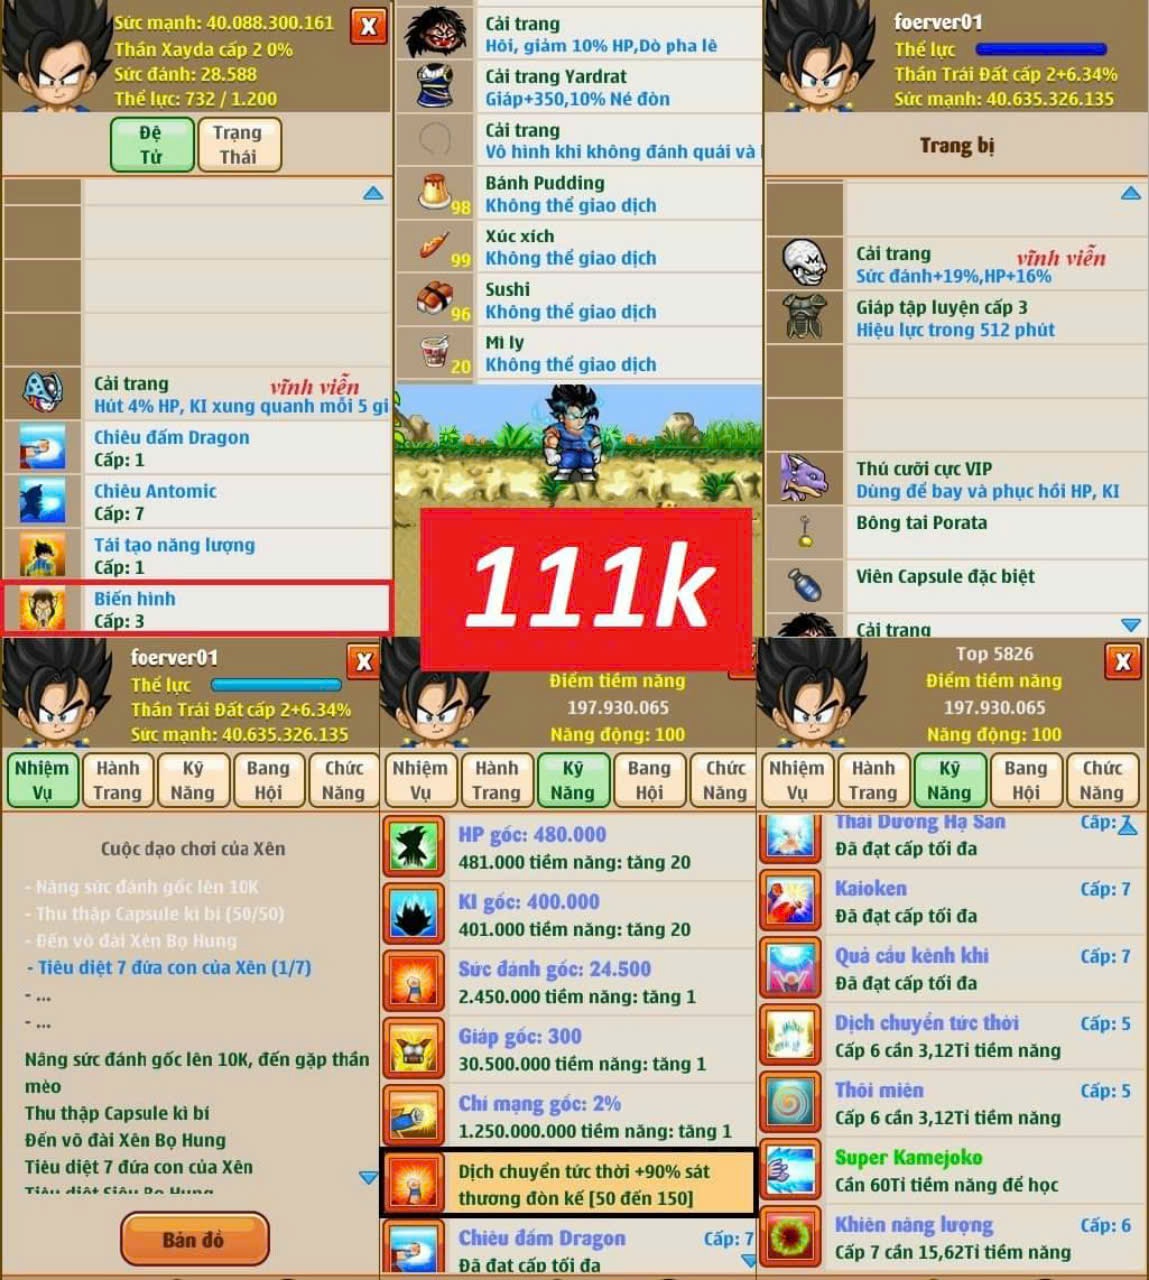 Sức mạnh: 40.088.300.161
X
Thần Xayda cấp 2 0%
Sức đánh: 28.588
Thể lực: 732 / 1.200
Đệ
Tử
Trạng
Thái
Cải trang
vĩnh viễn
Hút 4% HP, KI xung quanh mỗi 5 gi
Chiêu đấm Dragon
Cấp: 1
Chiêu Antomic
Cấp: 7
Tái tạo năng lượng
Cấp: 1
Biến hình
Cấp: 3
Cải trang
Hôi, giảm 10% HP,Dò pha lê
Cải trang Yardrat
Giáp+350,10% Né đòn
Cải trang
Vô hình khi không đánh quái và
Bánh Pudding
98
Không thể giao dịch
Xúc xích
99
Không thể giao dịch
Sushi
96
Không thể giao dịch
Mì ly
20
Không thể giao dịch
111k
foerver01
Thể lực
Thần Trái Đất cấp 2+6.34%
Sức mạnh: 40.635.326.135
Trang bị
Cải trang
vĩnh viễn
Sức đánh+19%,HP+16%
Giáp tập luyện cấp 3
Hiệu lực trong 512 phút
Thú cưỡi cực VIP
Dùng để bay và phục hồi HP, KI
Bông tai Porata
Viên Capsule đặc biệt
Cải trang
foerver01
X
Thể lực
Thần Trái Đất cấp 2+6.34%
Sức mạnh: 40.635.326.135
Nhiệm
Vụ
Hành
Trang
Kỹ
Năng
Bang
Hội
Chức
Năng
Cuộc dạo chơi của Xên
- Nâng sức đánh gốc lên 10K
- Thu thập Capsule kì bí (50/50)
- Đến võ đài Xên Bọ Hung
- Tiêu diệt 7 đứa con của Xên (1/7)
- ...
- ...
Nâng sức đánh gốc lên 10K, đến gặp thần
mèo
Thu thập Capsule kì bí
Đến võ đài Xên Bọ Hung
Tiêu diệt 7 đứa con của Xên
Tiêu diệt Siêu Bọ Hung
Bản đồ
Điểm tiềm năng
197.930.065
Năng động: 100
Nhiệm
Vụ
Hành
Trang
Kỹ
Năng
Bang
Hội
Chức
Năng
HP gốc: 480.000
481.000 tiềm năng: tăng 20
KI gốc: 400.000
401.000 tiềm năng: tăng 20
Sức đánh gốc: 24.500
2.450.000 tiềm năng: tăng 1
Giáp gốc: 300
30.500.000 tiềm năng: tăng 1
Chí mạng gốc: 2%
1.250.000.000 tiềm năng: tăng 1
Dịch chuyển tức thời +90% sát
thương đòn kế [50 đến 150]
Chiêu đấm Dragon
Cấp: 7
Đã đạt cấp tối đa
Top 5826
X
Điểm tiềm năng
197.930.065
Năng động: 100
Nhiệm
Vụ
Hành
Trang
Kỹ
Năng
Bang
Hội
Chức
Năng
Thái Dương Hạ San
Cấp: 7
Đã đạt cấp tối đa
Kaioken
Cấp: 7
Đã đạt cấp tối đa
Quả cầu kênh khi
Cấp: 7
Đã đạt cấp tối đa
Dịch chuyển tức thời
Cấp: 5
Cấp 6 cần 3,12Tỉ tiềm năng
Thôi miên
Cấp: 5
Cấp 6 cần 3,12Tỉ tiềm năng
Super Kamejoko
Cần 60Tỉ tiềm năng để học
Khiên năng lượng
Cấp: 6
Cấp 7 cần 15,62Tỉ tiềm năng